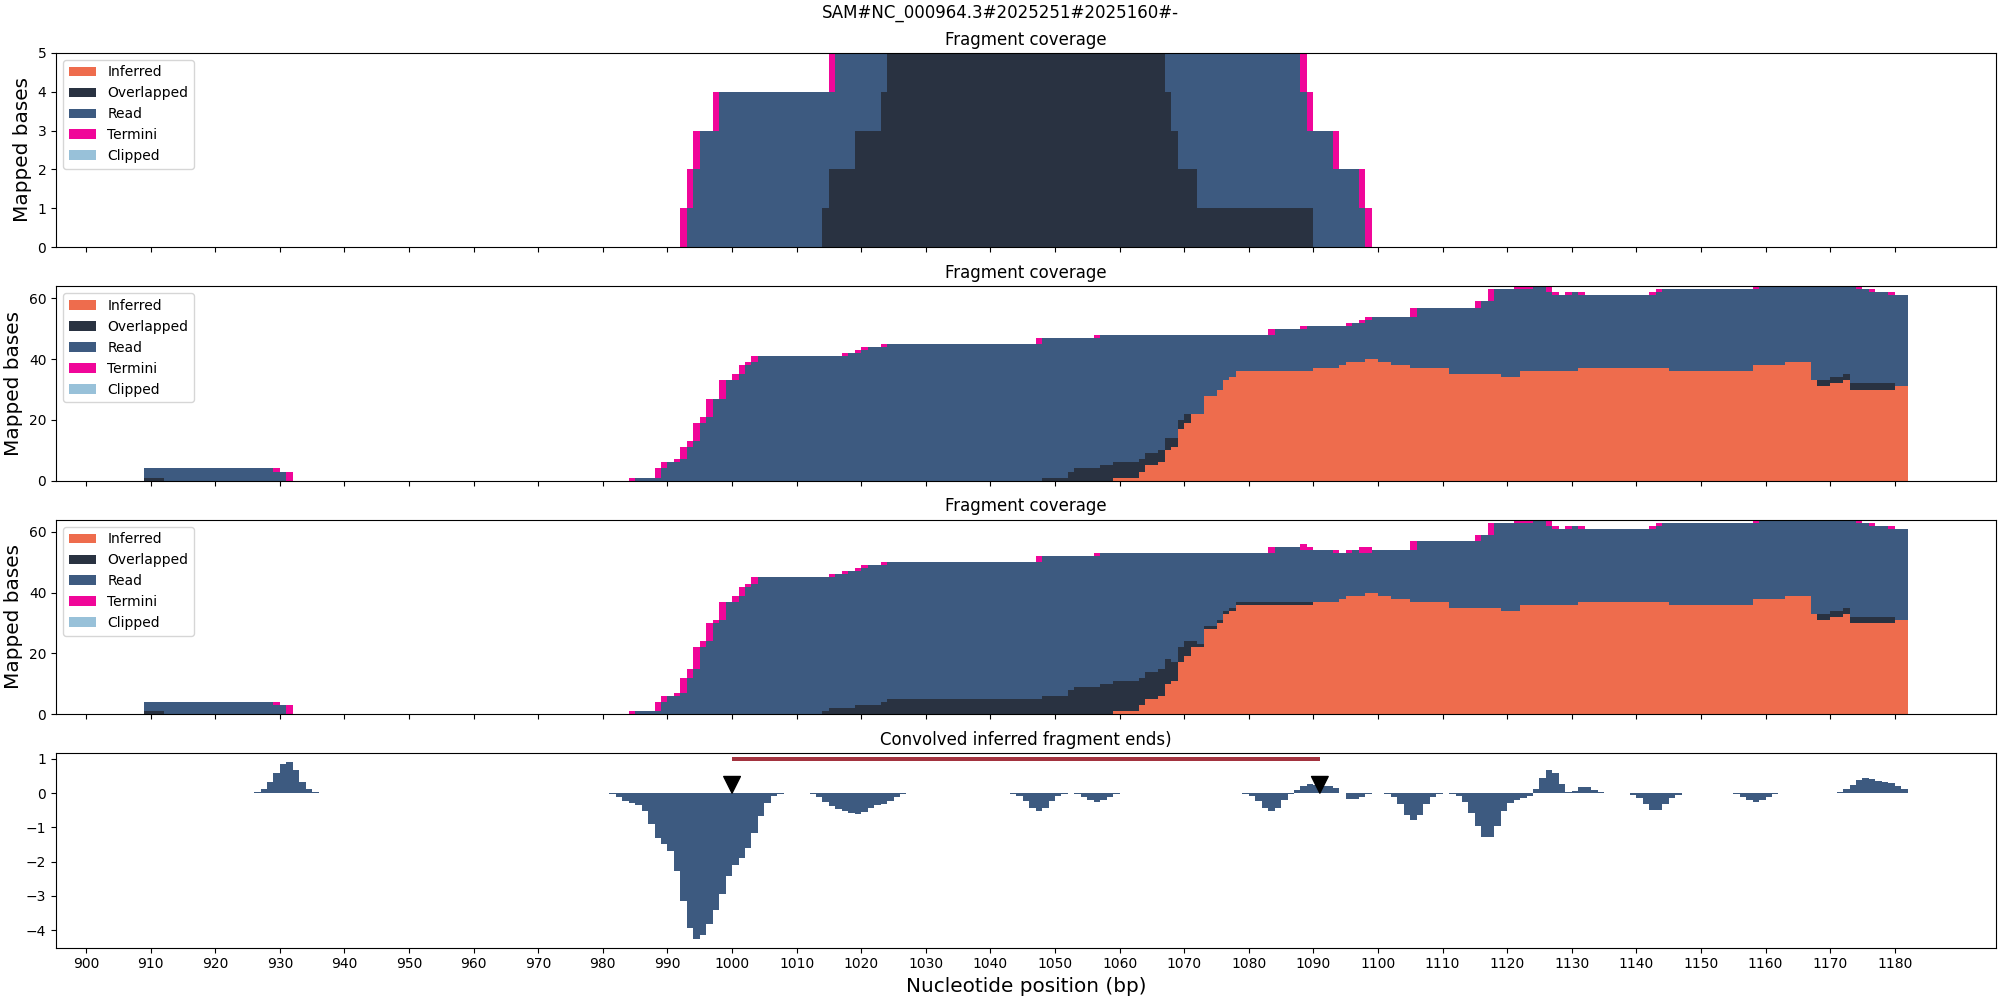 SAM#NC_000964.3#2025251#2025160#-
Fragment coverage
Mapped bases
5
4
3
2
1
0
Inferred
Overlapped
Read
Termini
Clipped
Fragment coverage
Mapped bases
60
40
20
0
Inferred
Overlapped
Read
Termini
Clipped
Fragment coverage
Mapped bases
60
40
20
0
Inferred
Overlapped
Read
Termini
Clipped
Convolved inferred fragment ends)
1
0
−1
−2
−3
−4
900 910 920 930 940 950 960 970 980 990 1000 1010 1020 1030 1040 1050 1060 1070 1080 1090 1100 1110 1120 1130 1140 1150 1160 1170 1180
Nucleotide position (bp)